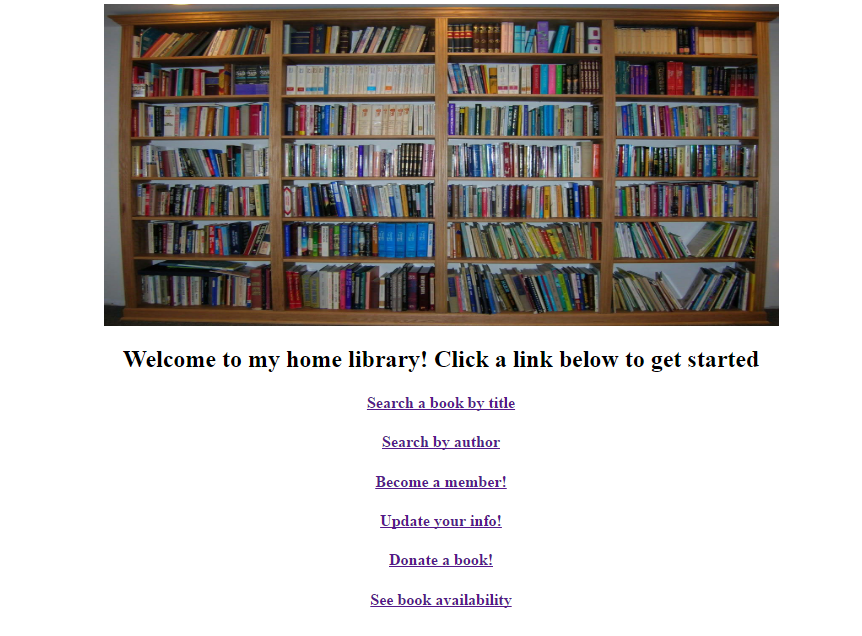 Welcome to my home library! Click a link below to get started
Search a book by title
Search by author
Become a member!
Update your info!
Donate a book!
See book availability